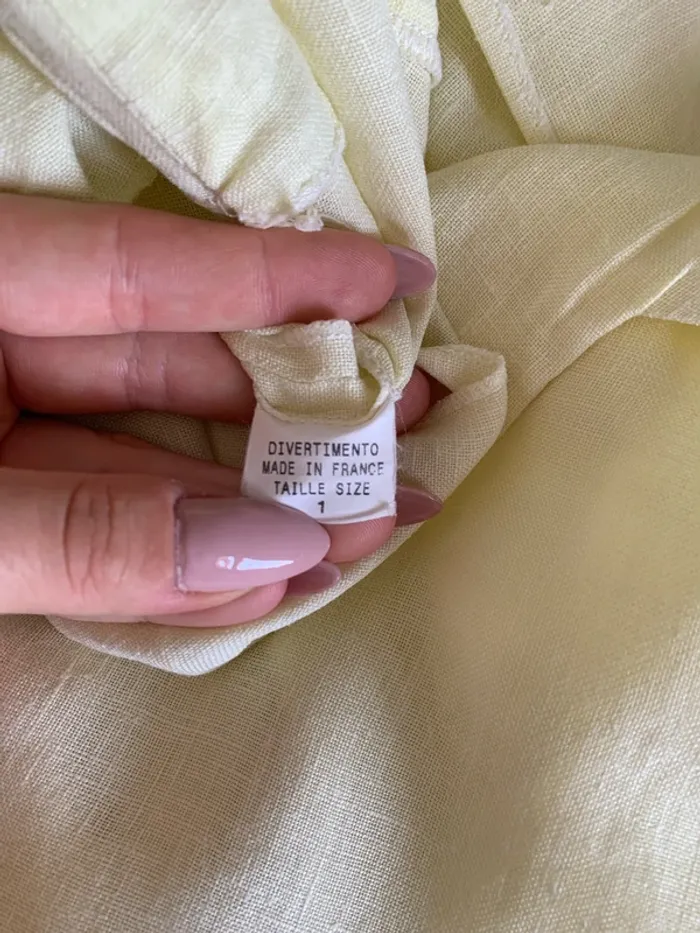 DIVERTIMENTO
MADE IN FRANCE
TAILLE SIZE
1